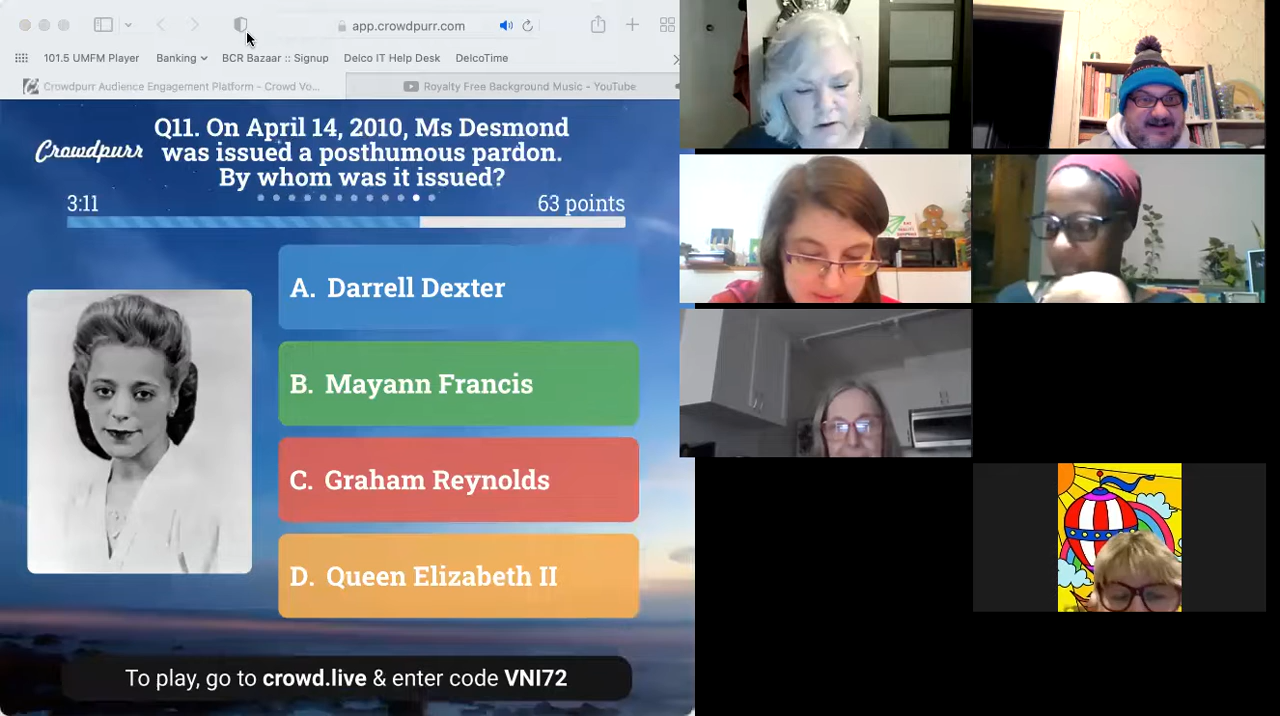 app.crowdpurr.com
101.5 UMFM Player
Banking
BCR Bazaar :: Signup
Delco IT Help Desk
DelcoTime
Crowdpurr Audience Engagement Platform - Crowd Vo...
Royalty Free Background Music - YouTube
Crowdpurr
Q11. On April 14, 2010, Ms Desmond
was issued a posthumous pardon.
By whom was it issued?
3:11
63 points
A. Darrell Dexter
B. Mayann Francis
C. Graham Reynolds
D. Queen Elizabeth II
To play, go to crowd.live & enter code VNI72